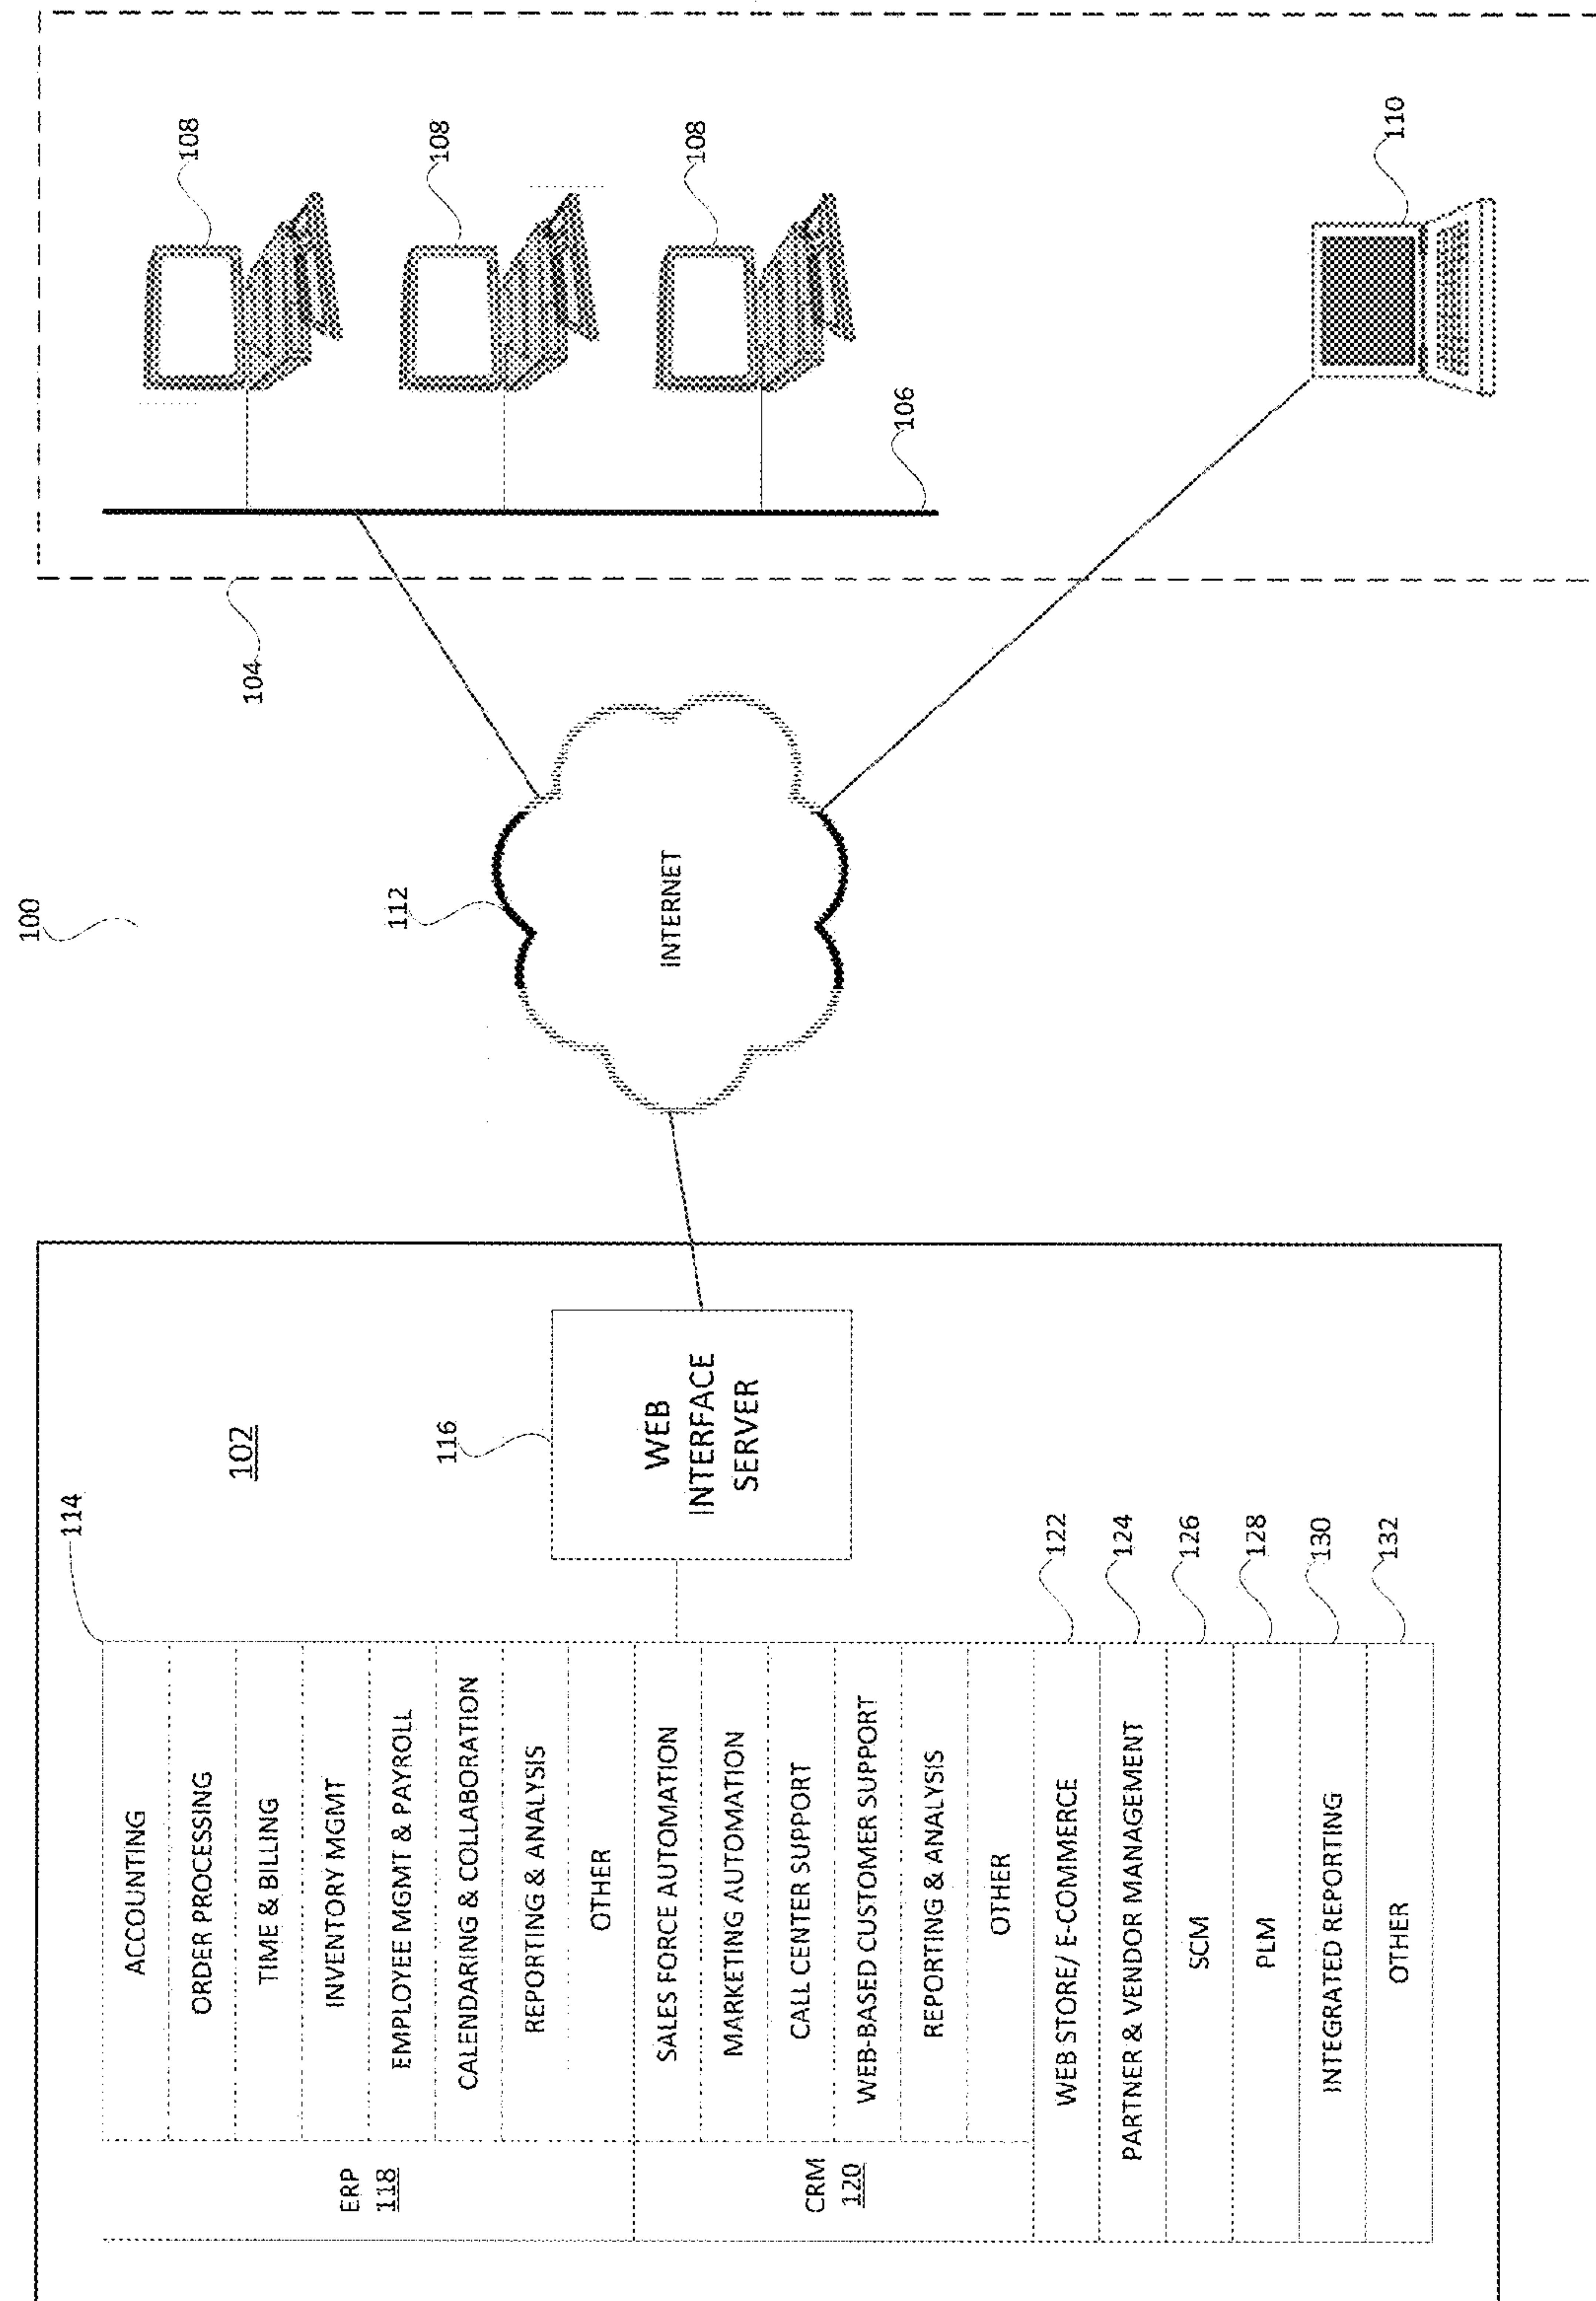 100
102
114
ERP
118
ACCOUNTING
ORDER PROCESSING
TIME & BILLING
INVENTORY MGMT
EMPLOYEE MGMT & PAYROLL
CALENDARING & COLLABORATION
REPORTING & ANALYSIS
OTHER
CRM
120
SALES FORCE AUTOMATION
MARKETING AUTOMATION
CALL CENTER SUPPORT
WEB-BASED CUSTOMER SUPPORT
REPORTING & ANALYSIS
OTHER
WEB STORE/ E-COMMERCE
122
PARTNER & VENDOR MANAGEMENT
124
SCM
126
PLM
128
INTEGRATED REPORTING
130
OTHER
132
116
WEB
INTERFACE
SERVER
112
INTERNET
104
106
108
108
108
110